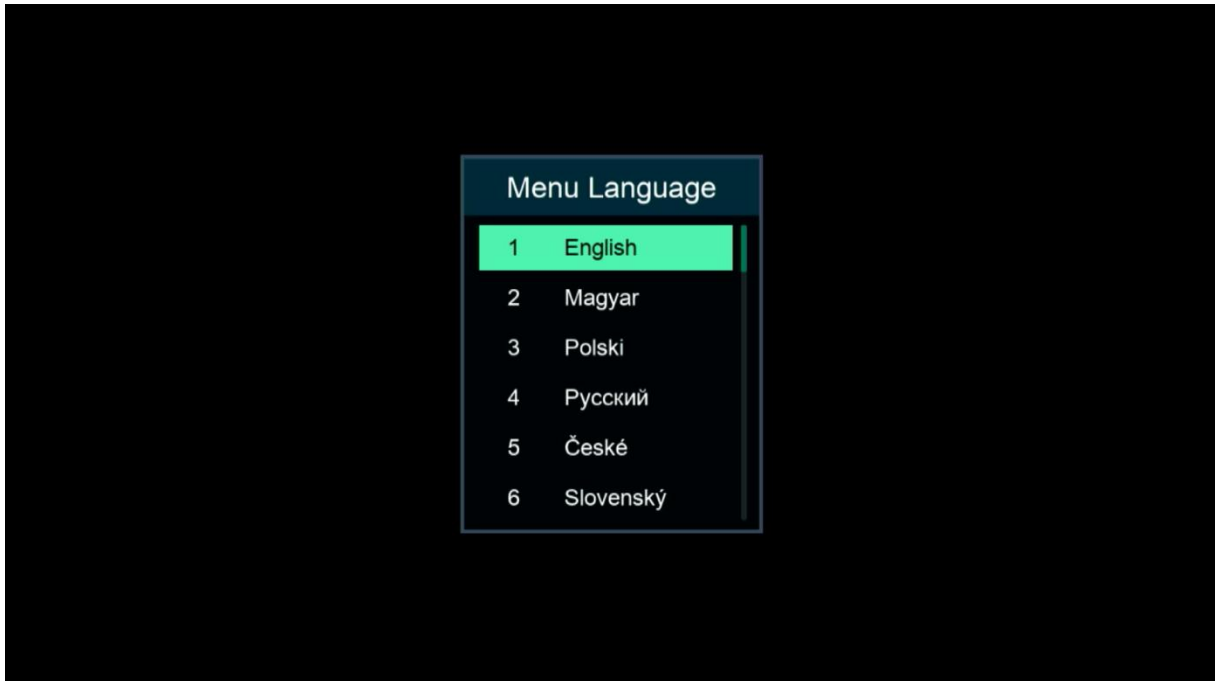 Menu Language
1 English
2 Magyar
3 Polski
4 Русский
5 České
6 Slovenský